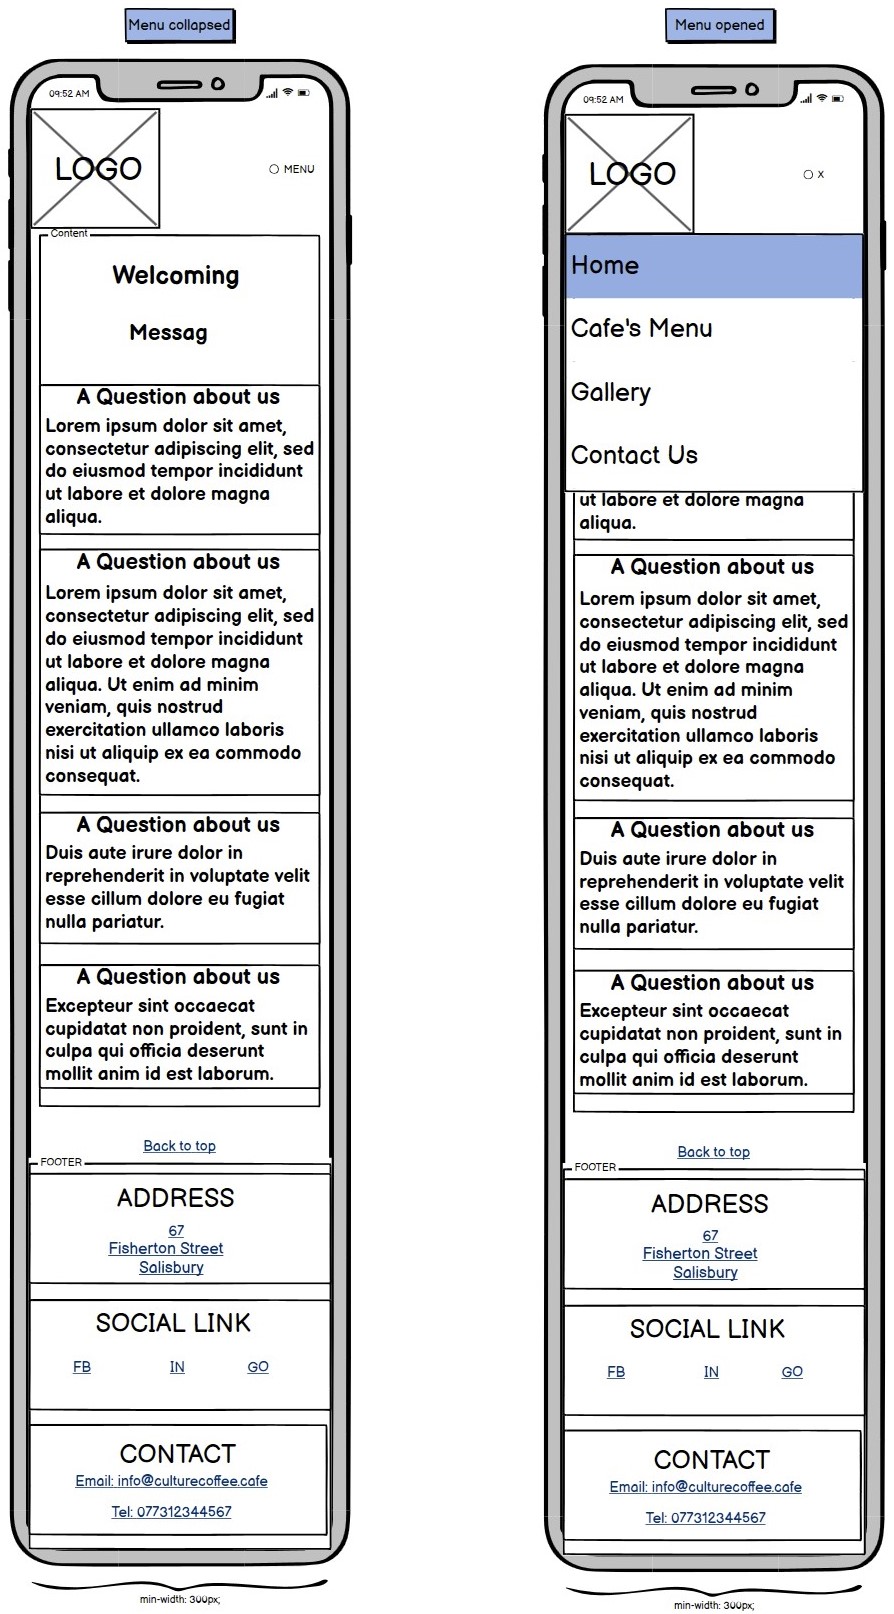 Menu collapsed
09:52 AM
LOGO
MENU
Content
Welcoming
Messag
A Question about us
Lorem ipsum dolor sit amet,
consectetur adipiscing elit, sed
do eiusmod tempor incididunt
ut labore et dolore magna
aliqua.
A Question about us
Lorem ipsum dolor sit amet,
consectetur adipiscing elit, sed
do eiusmod tempor incididunt
ut labore et dolore magna
aliqua. Ut enim ad minim
veniam, quis nostrud
exercitation ullamco laboris
nisi ut aliquip ex ea commodo
consequat.
A Question about us
Duis aute irure dolor in
reprehenderit in voluptate velit
esse cillum dolore eu fugiat
nulla pariatur.
A Question about us
Excepteur sint occaecat
cupidatat non proident, sunt in
culpa qui officia deserunt
mollit anim id est laborum.
Back to top
FOOTER
ADDRESS
67
Fisherton Street
Salisbury
SOCIAL LINK
FB IN GO
CONTACT
Email: info@culturecoffee.cafe
Tel: 077312344567
min-width: 300px;
Menu opened
09:52 AM
LOGO
X
Home
Cafe's Menu
Gallery
Contact Us
ut labore et dolore magna
aliqua.
A Question about us
Lorem ipsum dolor sit amet,
consectetur adipiscing elit, sed
do eiusmod tempor incididunt
ut labore et dolore magna
aliqua. Ut enim ad minim
veniam, quis nostrud
exercitation ullamco laboris
nisi ut aliquip ex ea commodo
consequat.
A Question about us
Duis aute irure dolor in
reprehenderit in voluptate velit
esse cillum dolore eu fugiat
nulla pariatur.
A Question about us
Excepteur sint occaecat
cupidatat non proident, sunt in
culpa qui officia deserunt
mollit anim id est laborum.
Back to top
FOOTER
ADDRESS
67
Fisherton Street
Salisbury
SOCIAL LINK
FB IN GO
CONTACT
Email: info@culturecoffee.cafe
Tel: 077312344567
min-width: 300px;